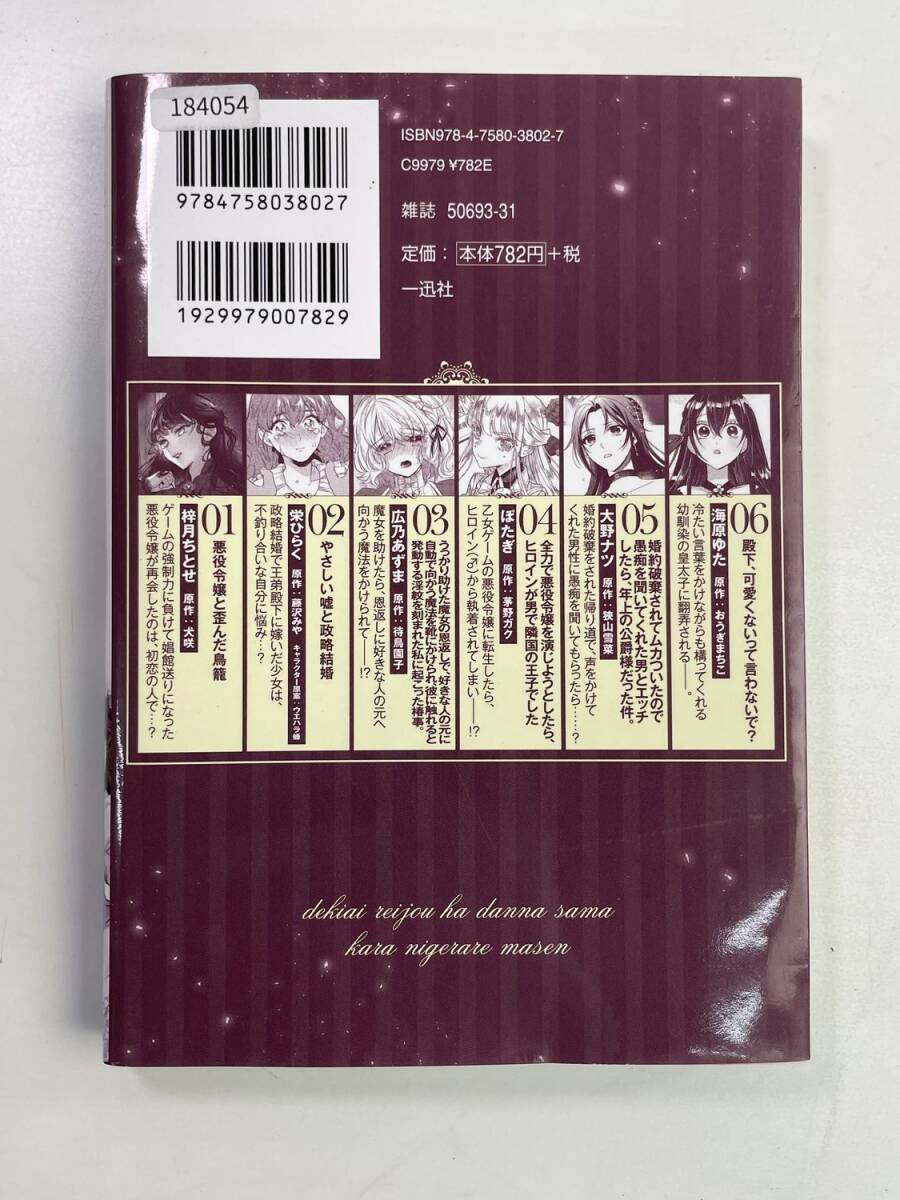 184054
9784758038027
1929979007829
ISBN978-4-7580-3802-7
C9979 ¥782E
雑誌 50693-31
定価：本体782円+税
一迅社
01
悪役令嬢と歪んだ鳥籠
梓月ちとせ 原作：犬咲
ゲームの強制力に負けて娼館送りになった
悪役令嬢が再会したのは、初恋の人で…？
02
やさしい嘘と政略結婚
栄ひらく 原作：藤沢みや キャラクター原案：ウエハラ蜂
政略結婚で王弟殿下に嫁いだ少女は、
不釣り合いな自分に悩み…？
03
うっかり助けた魔女の恩返しで、好きな人の元に
自動で向かう魔法を靴にかけられ、彼に触れると
発動する淫紋を刻まれた私に起こった椿事。
広乃あずま 原作：待鳥園子
魔女を助けたら、恩返しに好きな人の元へ
向かう魔法をかけられて――!?
04
全力で悪役令嬢を演じようとしたら、
ヒロインが男で隣国の王子でした
ぼたぎ 原作：茅野ガク
乙女ゲームの悪役令嬢に転生したら、
ヒロイン(♂)から執着されてしまい――!?
05
婚約破棄されてムカついたので
愚痴を聞いてくれた男とエッチ
したら、年上の公爵様だった件。
大野ナツ 原作：狭山雪菜
婚約破棄をされた帰り道で、声をかけて
くれた男性に愚痴を聞いてもらったら……？
06
殿下、可愛くないって言わないで？
海原ゆた 原作：おうぎまちこ
冷たい言葉をかけながらも構ってくれる
幼馴染の皇太子に翻弄される――。
dekiai reijou ha danna sama
kara nigerare masen